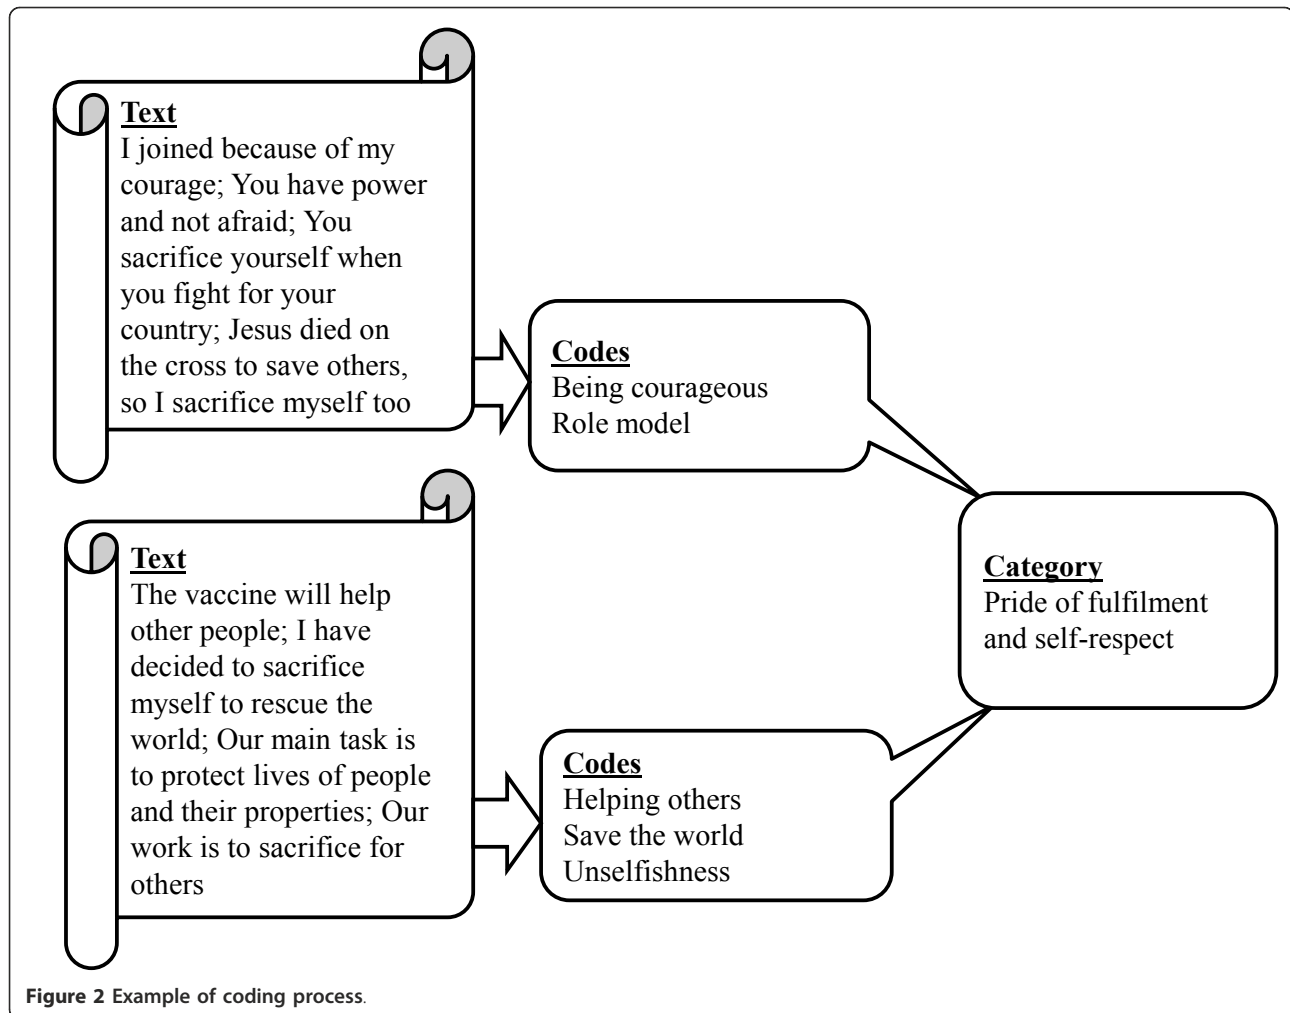 Text
I joined because of my
courage; You have power
and not afraid; You
sacrifice yourself when
you fight for your
country; Jesus died on
the cross to save others,
so I sacrifice myself too
Codes
Being courageous
Role model
Text
The vaccine will help
other people; I have
decided to sacrifice
myself to rescue the
world; Our main task is
to protect lives of people
and their properties; Our
work is to sacrifice for
others
Codes
Helping others
Save the world
Unselfishness
Category
Pride of fulfilment
and self-respect
Figure 2 Example of coding process.